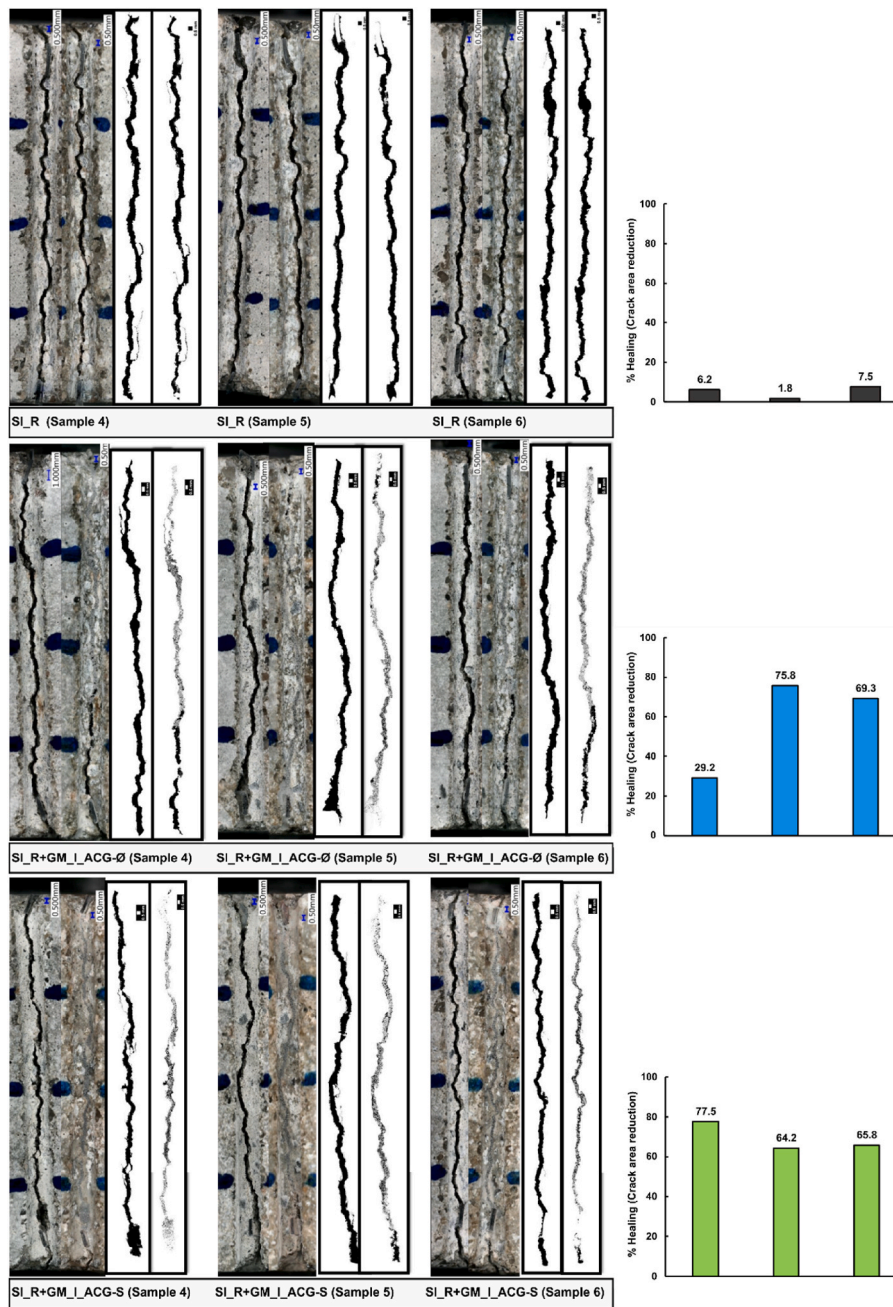 0.500mm
0.50mm
0.500mm
0.50mm
0.500mm
0.50mm
% Healing (Crack area reduction)
100
80
60
40
20
0
6.2
1.8
7.5
SI_R (Sample 4)
SI_R (Sample 5)
SI_R (Sample 6)
1.000mm
0.50m
0.500mm
0.50mm
0.500mm
0.50mm
% Healing (Crack area reduction)
100
80
60
40
20
0
29.2
75.8
69.3
SI_R+GM_I_ACG-Ø (Sample 4)
SI_R+GM_I_ACG-Ø (Sample 5)
SI_R+GM_I_ACG-Ø (Sample 6)
0.500mm
0.50mm
0.500mm
0.50mm
0.500mm
0.50mm
% Healing (Crack area reduction)
100
80
60
40
20
0
77.5
64.2
65.8
SI_R+GM_I_ACG-S (Sample 4)
SI_R+GM_I_ACG-S (Sample 5)
SI_R+GM_I_ACG-S (Sample 6)